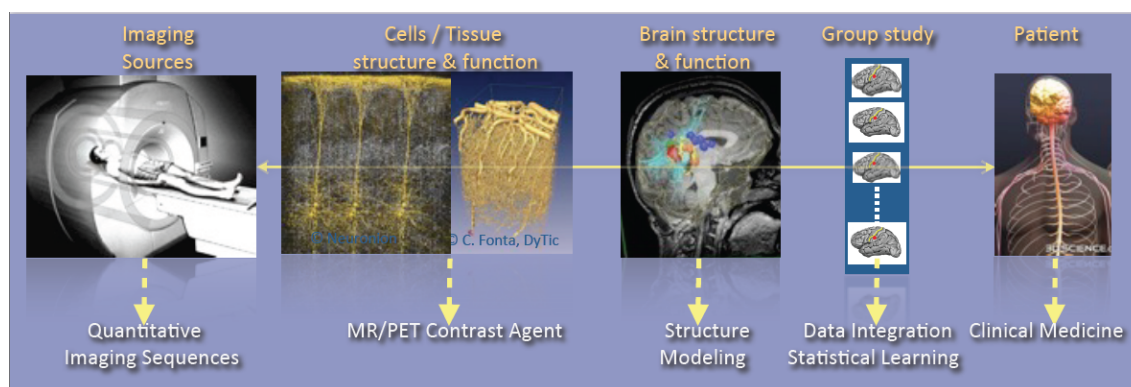 Imaging
Sources
Cells / Tissue
structure & function
Brain structure
& function
Group study
Patient
© C. Fonta, DyTic
3DSCIENCE.c
Quantitative
Imaging Sequences
MR/PET Contrast Agent
Structure
Modeling
Data Integration
Statistical Learning
Clinical Medicine